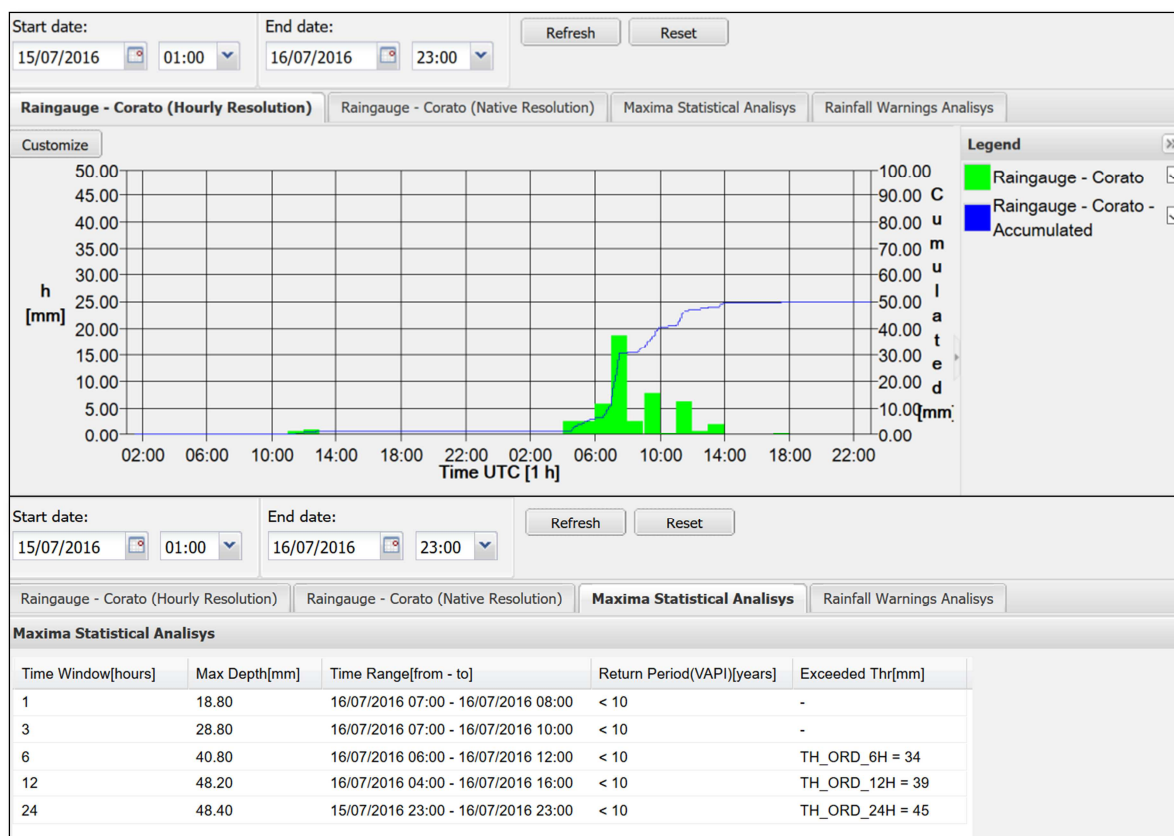 Start date:
End date:
15/07/2016 01:00 16/07/2016 23:00 Refresh Reset
Raingauge - Corato (Hourly Resolution) Raingauge - Corato (Native Resolution) Maxima Statistical Analisys Rainfall Warnings Analisys
Customize
Legend
Raingauge - Corato
Raingauge - Corato -
Accumulated
h
[mm]
50.00
45.00
40.00
35.00
30.00
25.00
20.00
15.00
10.00
5.00
0.00
100.00
90.00
80.00
70.00
60.00
50.00
40.00
30.00
20.00
10.00
0.00
Cumulated
[mm]
02:00 06:00 10:00 14:00 18:00 22:00 02:00 06:00 10:00 14:00 18:00 22:00
Time UTC [1 h]
Start date:
End date:
15/07/2016 01:00 16/07/2016 23:00 Refresh Reset
Raingauge - Corato (Hourly Resolution) Raingauge - Corato (Native Resolution) Maxima Statistical Analisys Rainfall Warnings Analisys
Maxima Statistical Analisys
Time Window[hours] Max Depth[mm] Time Range[from - to] Return Period(VAPI)[years] Exceeded Thr[mm]
1 18.80 16/07/2016 07:00 - 16/07/2016 08:00 < 10 -
3 28.80 16/07/2016 07:00 - 16/07/2016 10:00 < 10 -
6 40.80 16/07/2016 06:00 - 16/07/2016 12:00 < 10 TH_ORD_6H = 34
12 48.20 16/07/2016 04:00 - 16/07/2016 16:00 < 10 TH_ORD_12H = 39
24 48.40 15/07/2016 23:00 - 16/07/2016 23:00 < 10 TH_ORD_24H = 45